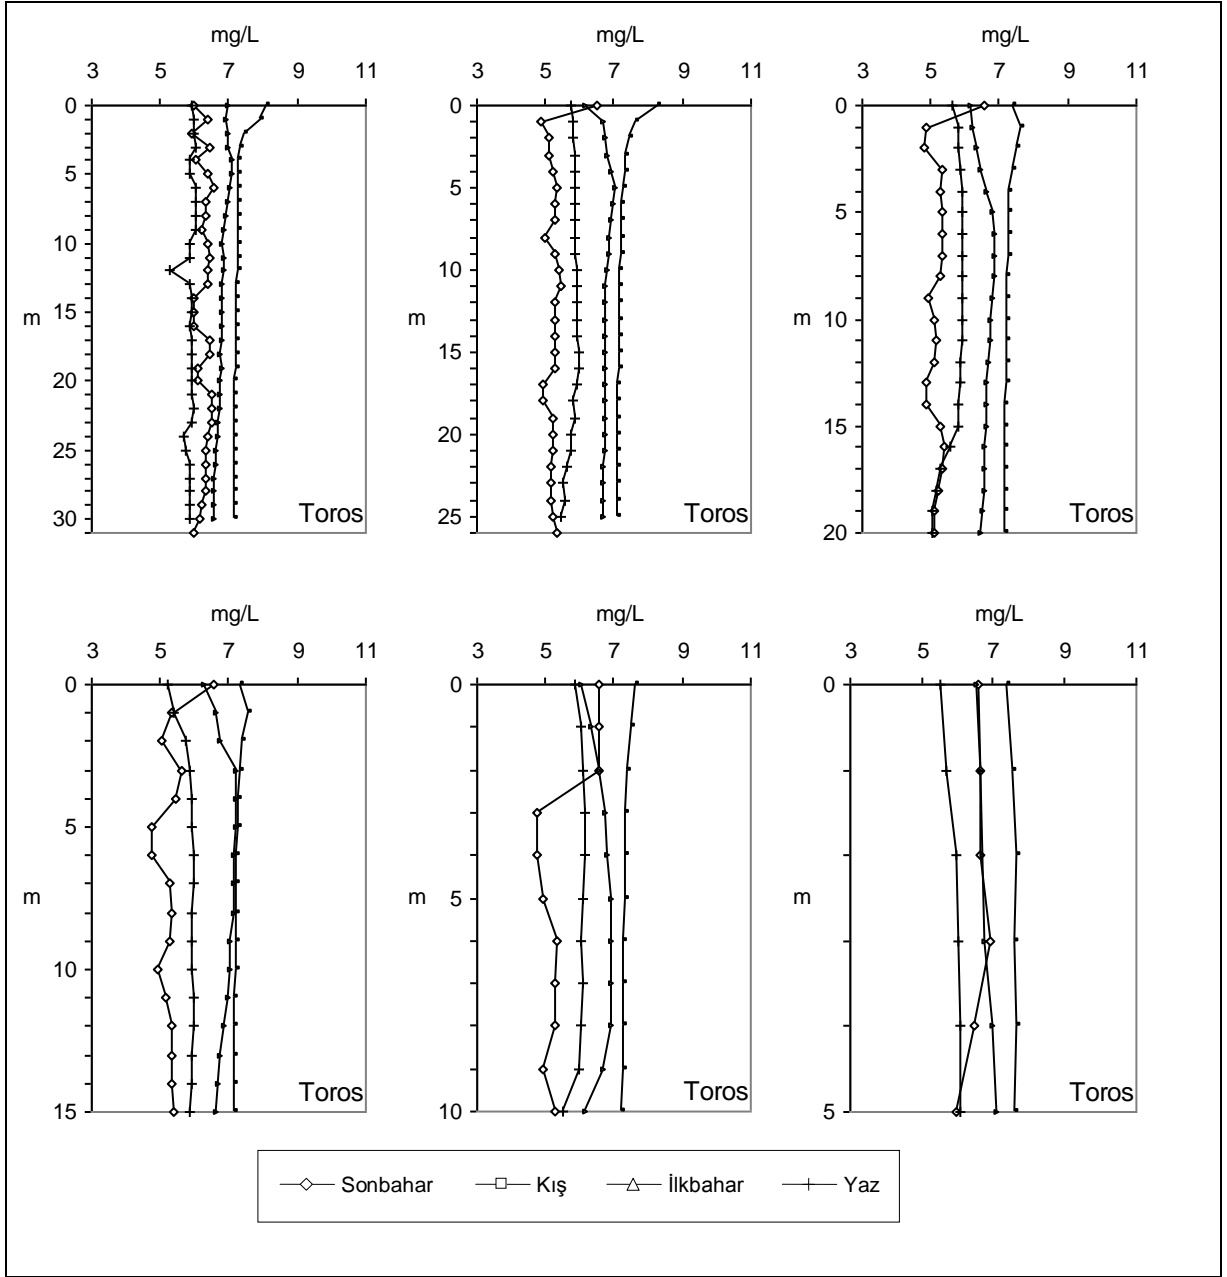 mg/L mg/L mg/L
3 5 7 9 11 3 5 7 9 11 3 5 7 9 11
0 0 0
5 5 5
10 10 10
15 15 15
20 20 20
25 25
30
m m m
Toros Toros Toros
mg/L mg/L mg/L
3 5 7 9 11 3 5 7 9 11 3 5 7 9 11
0 0 0
5 5 5
10 10
15
m m m
Toros Toros Toros
Sonbahar Kış İlkbahar Yaz